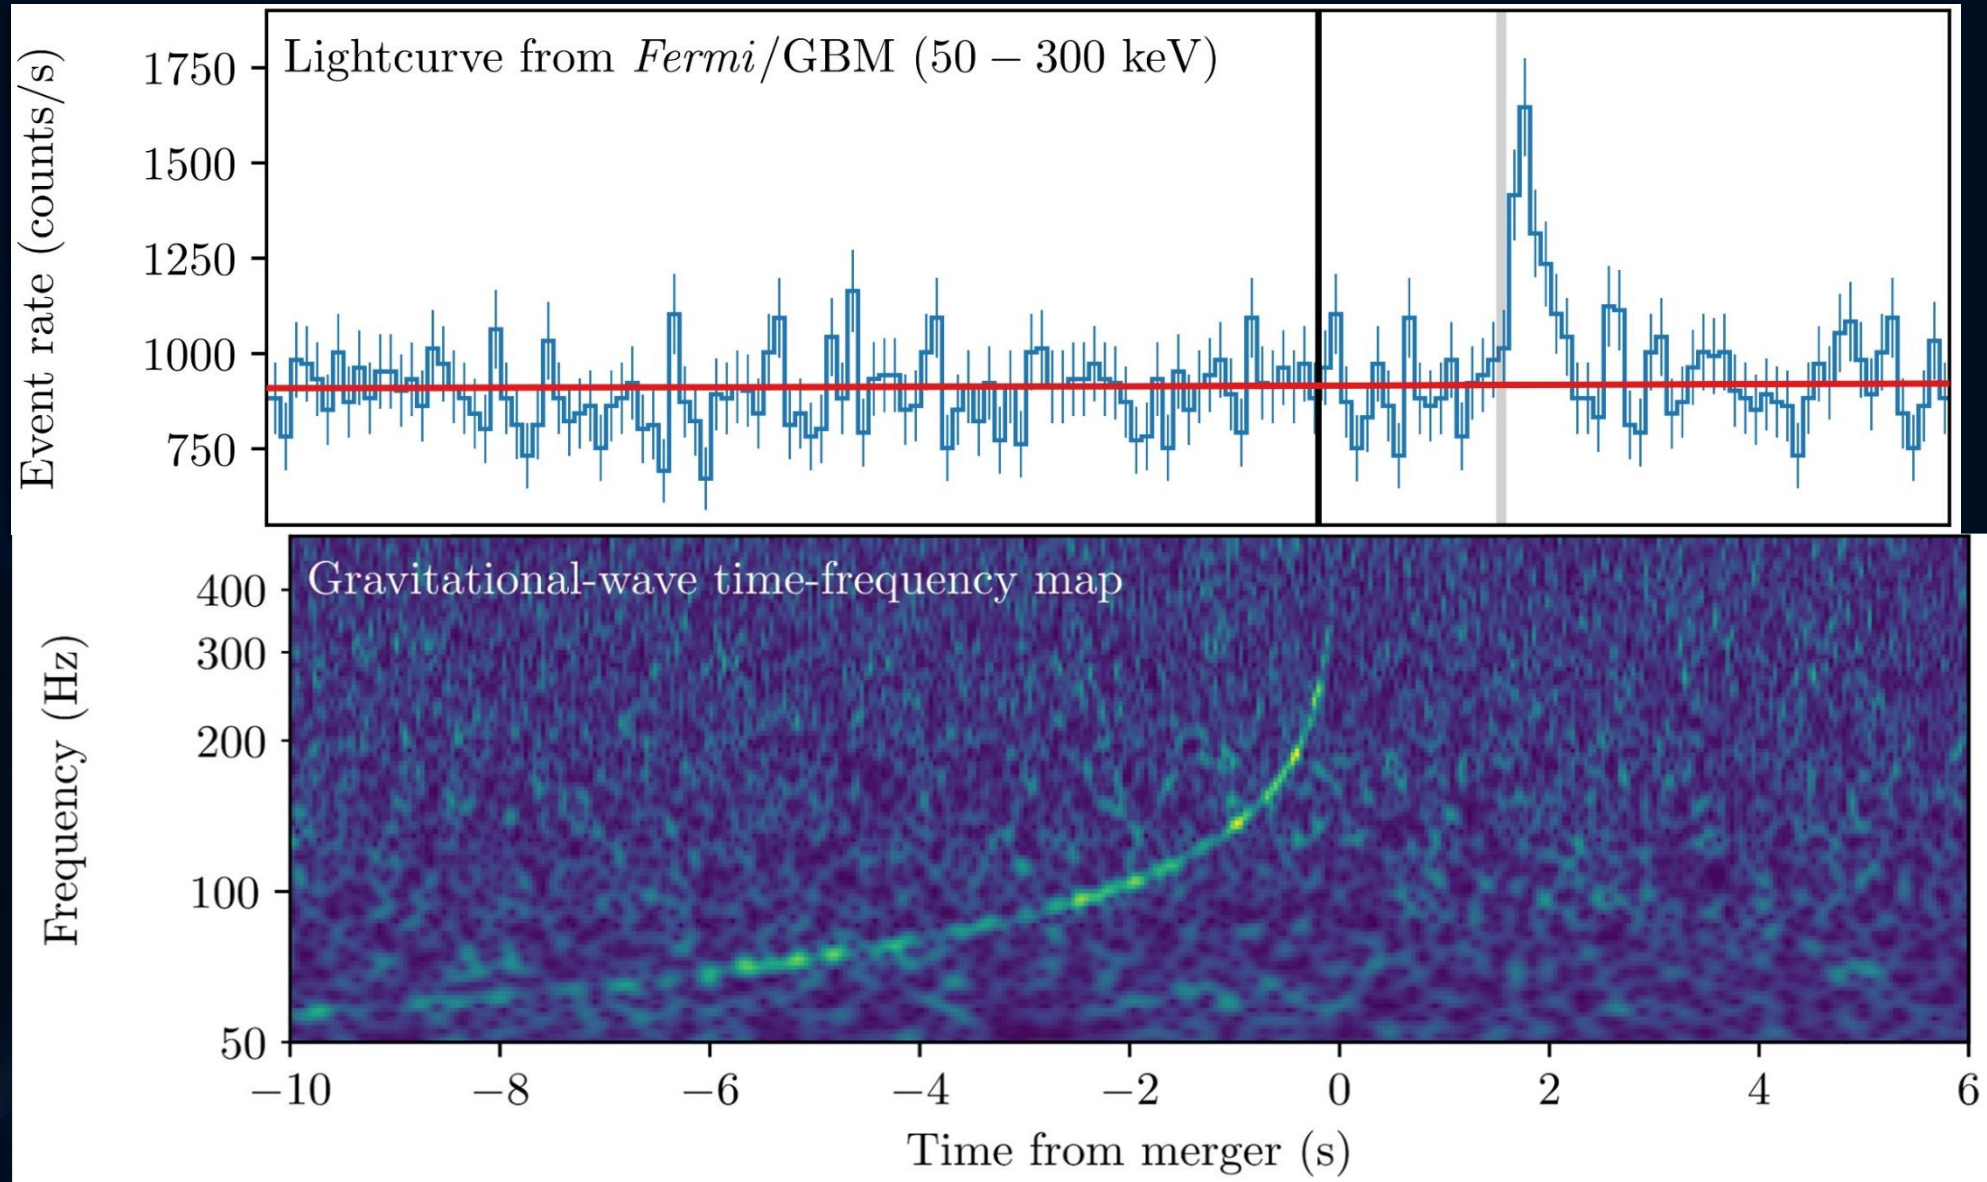 Lightcurve from Fermi/GBM (50 – 300 keV)
Event rate (counts/s)
1750
1500
1250
1000
750
Gravitational-wave time-frequency map
Frequency (Hz)
400
300
200
100
50
−10 −8 −6 −4 −2 0 2 4 6
Time from merger (s)